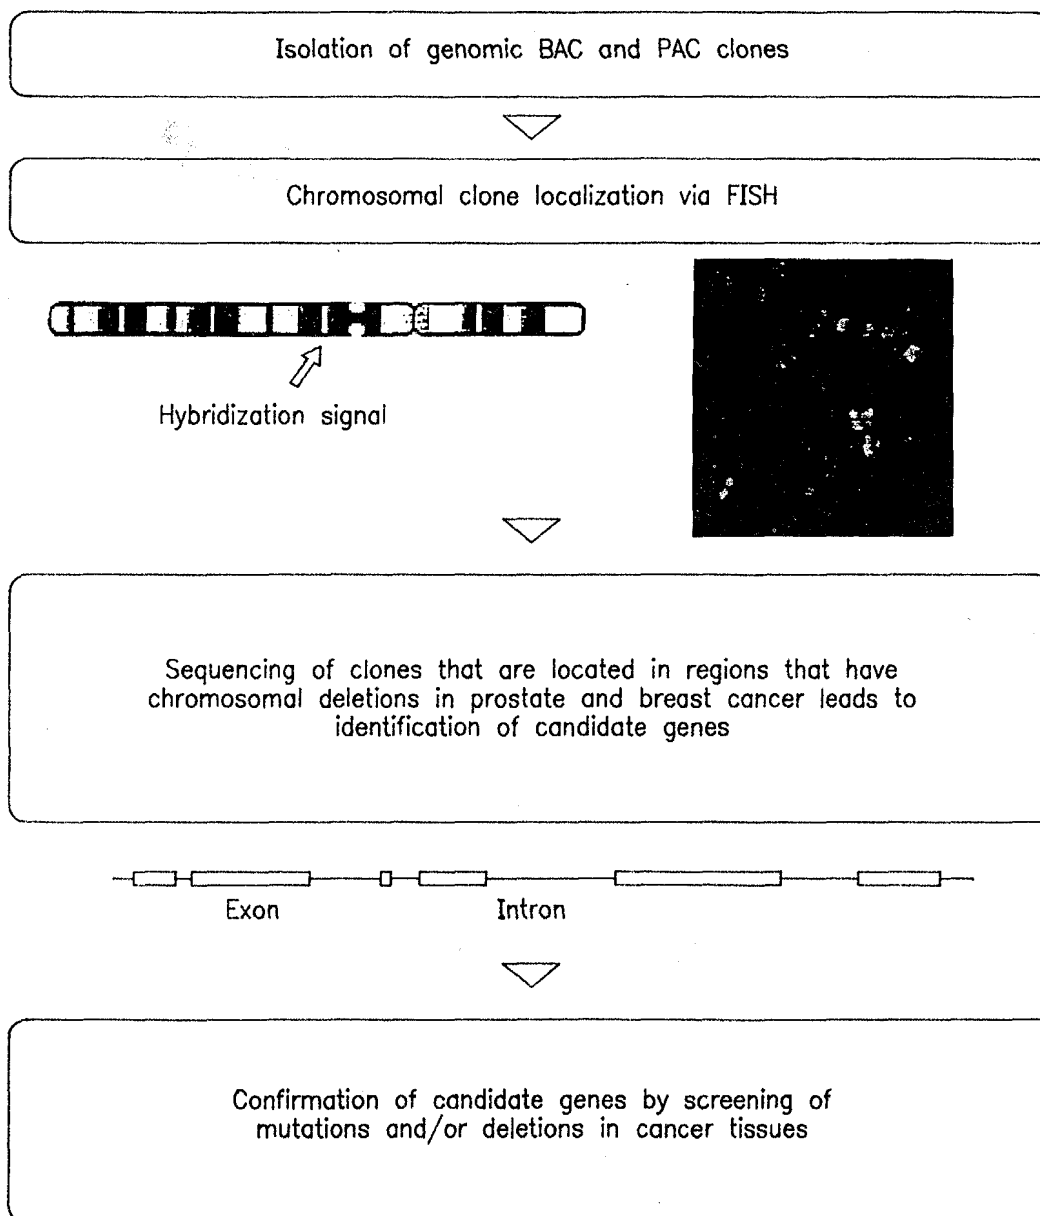 Isolation of genomic BAC and PAC clones
Chromosomal clone localization via FISH
Hybridization signal
Sequencing of clones that are located in regions that have
chromosomal deletions in prostate and breast cancer leads to
identification of candidate genes
Exon Intron
Confirmation of candidate genes by screening of
mutations and/or deletions in cancer tissues